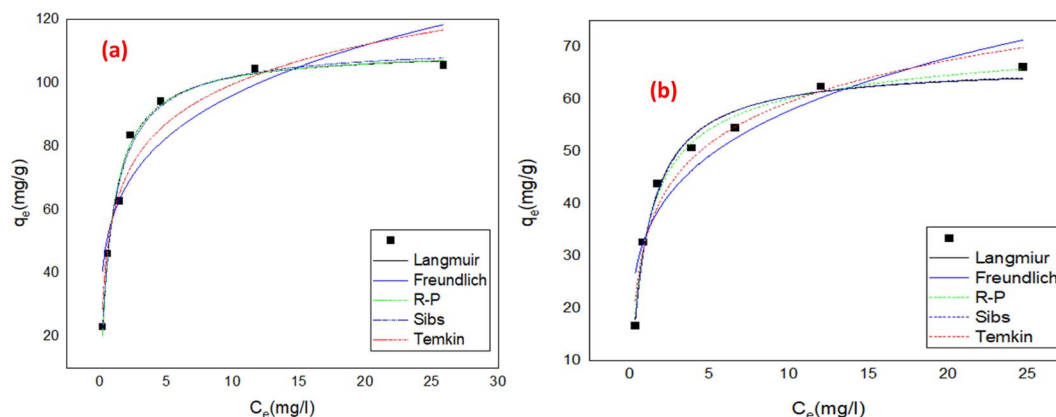 (a)
120
100
80
60
40
20
qe(mg/g)
0
5
10
15
20
25
30
Ce(mg/l)
Langmuir
Freundlich
R-P
Sibs
Temkin
(b)
70
60
50
40
30
20
10
qe(mg/g)
0
5
10
15
20
25
Ce(mg/l)
Langmiur
Freundlich
R-P
Sibs
Temkin